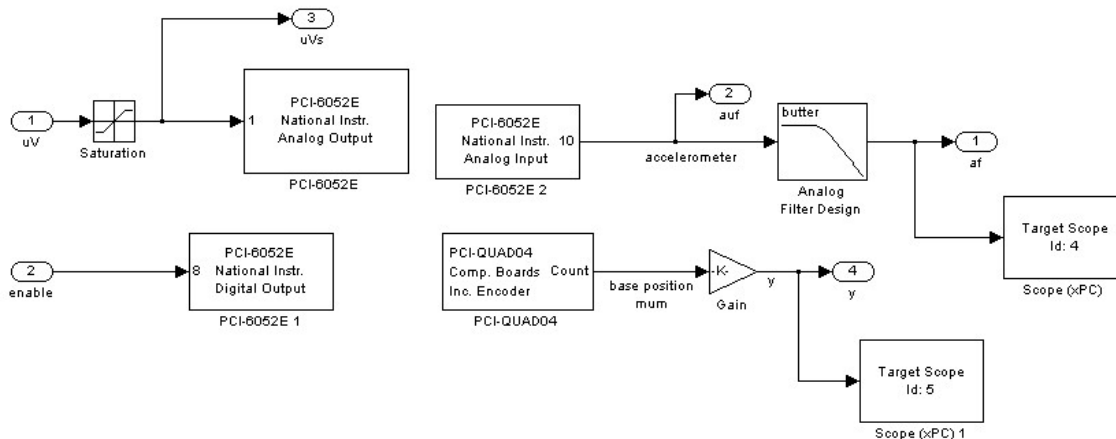 3
uVs
1
uV
Saturation
1
PCI-6052E
National Instr.
Analog Output
PCI-6052E
PCI-6052E
National Instr.
Analog Input
10
PCI-6052E 2
2
auf
accelerometer
butter
Analog
Filter Design
1
af
Target Scope
Id: 4
Scope (xPC)
2
enable
8
PCI-6052E
National Instr.
Digital Output
PCI-6052E 1
PCI-QUAD04
Comp. Boards
Inc. Encoder
Count
PCI-QUAD04
base position
mum
-K-
Gain
y
4
y
Target Scope
Id: 5
Scope (xPC) 1